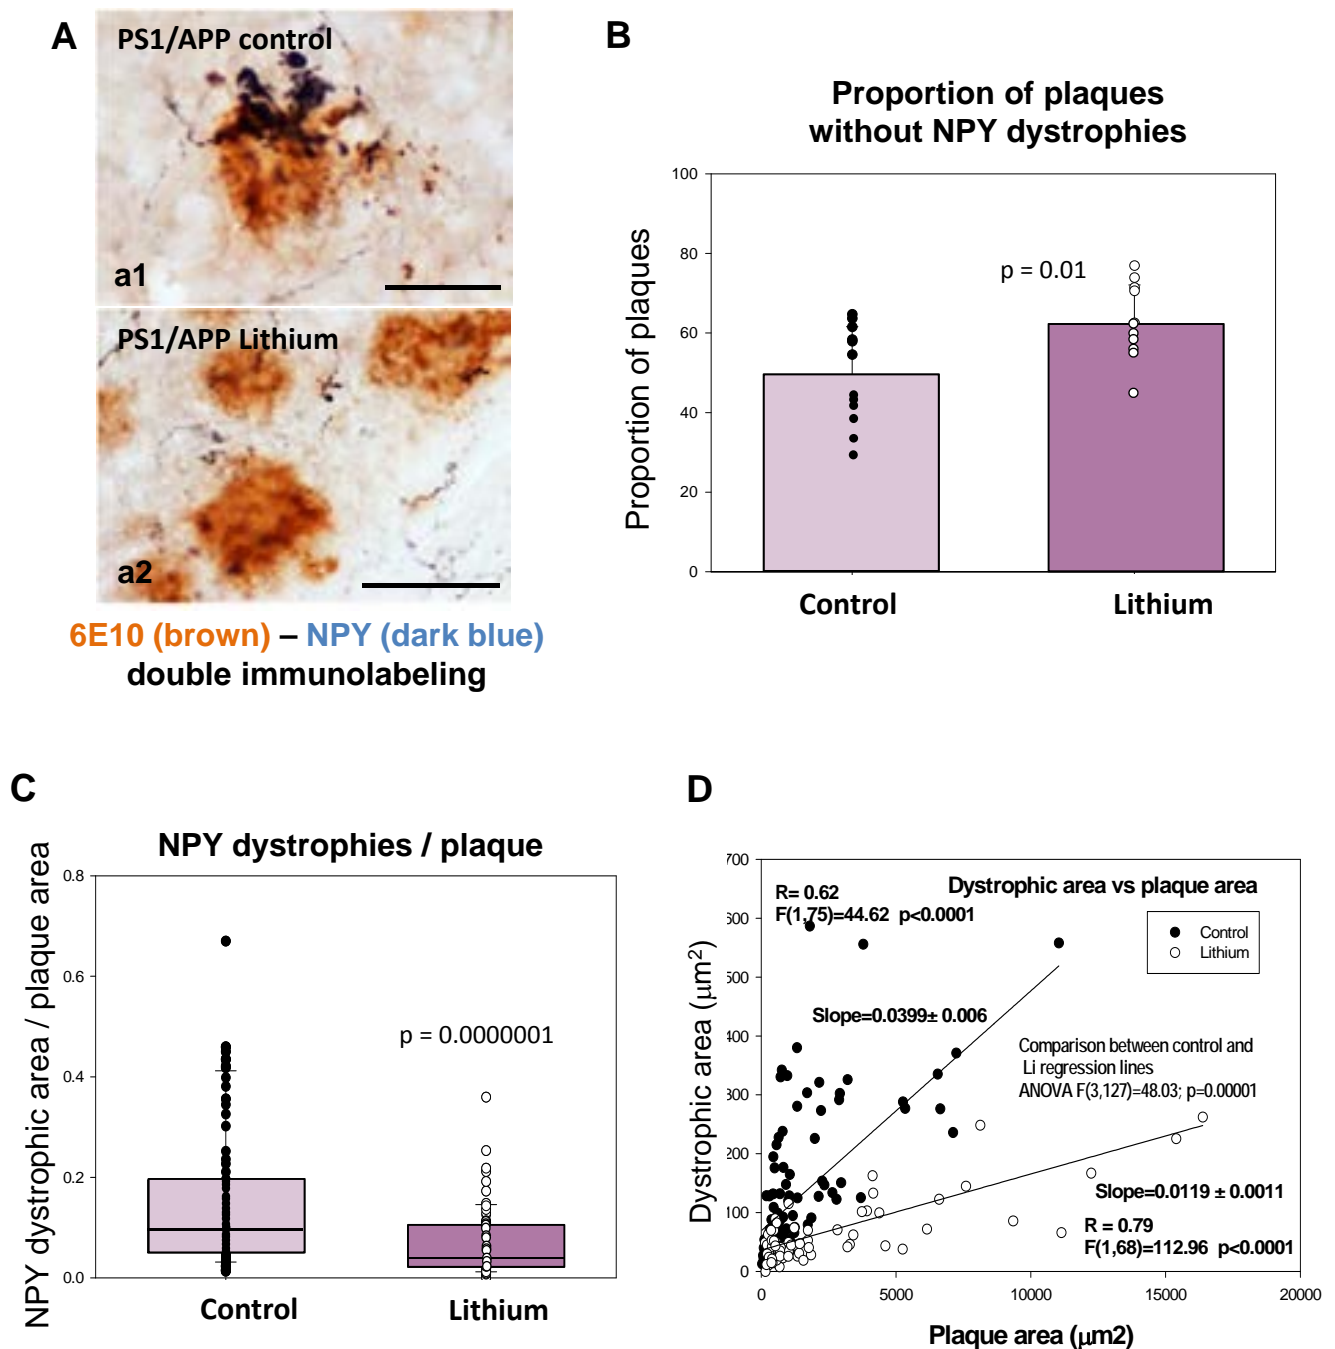 A
PS1/APP control
a1
PS1/APP Lithium
a2
6E10 (brown) – NPY (dark blue)
double immunolabeling
B
Proportion of plaques
without NPY dystrophies
Proportion of plaques
100
80
60
40
20
0
p = 0.01
Control
Lithium
C
NPY dystrophies / plaque
NPY dystrophic area / plaque area
0.8
0.6
0.4
0.2
0.0
p = 0.0000001
Control
Lithium
D
Dystrophic area (μm²)
700
600
500
400
300
200
100
0
R= 0.62
F(1,75)=44.62 p<0.0001
Dystrophic area vs plaque area
Control
Lithium
Slope=0.0399± 0.006
Comparison between control and
Li regression lines
ANOVA F(3,127)=48.03; p=0.00001
Slope=0.0119 ± 0.0011
R = 0.79
F(1,68)=112.96 p<0.0001
0
5000
10000
15000
20000
Plaque area (μm2)